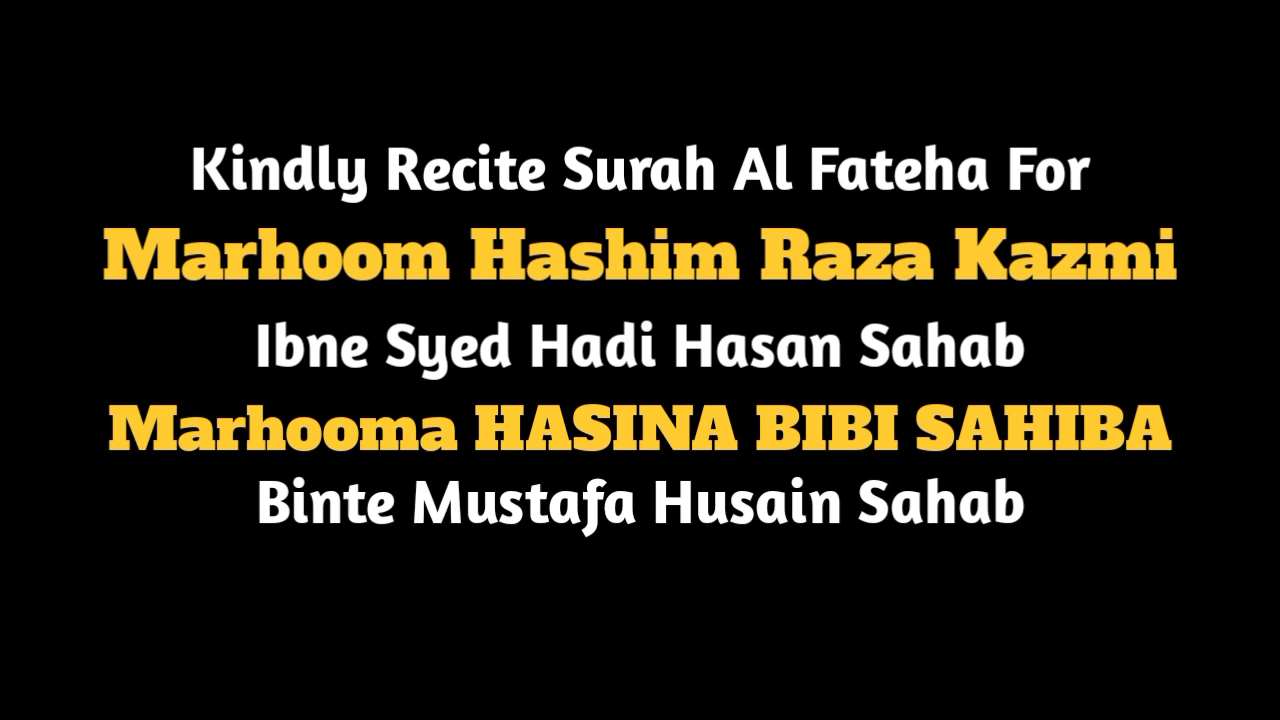 Kindly Recite Surah Al Fateha For
Marhoom Hashim Raza Kazmi
Ibne Syed Hadi Hasan Sahab
Marhooma HASINA BIBI SAHIBA
Binte Mustafa Husain Sahab